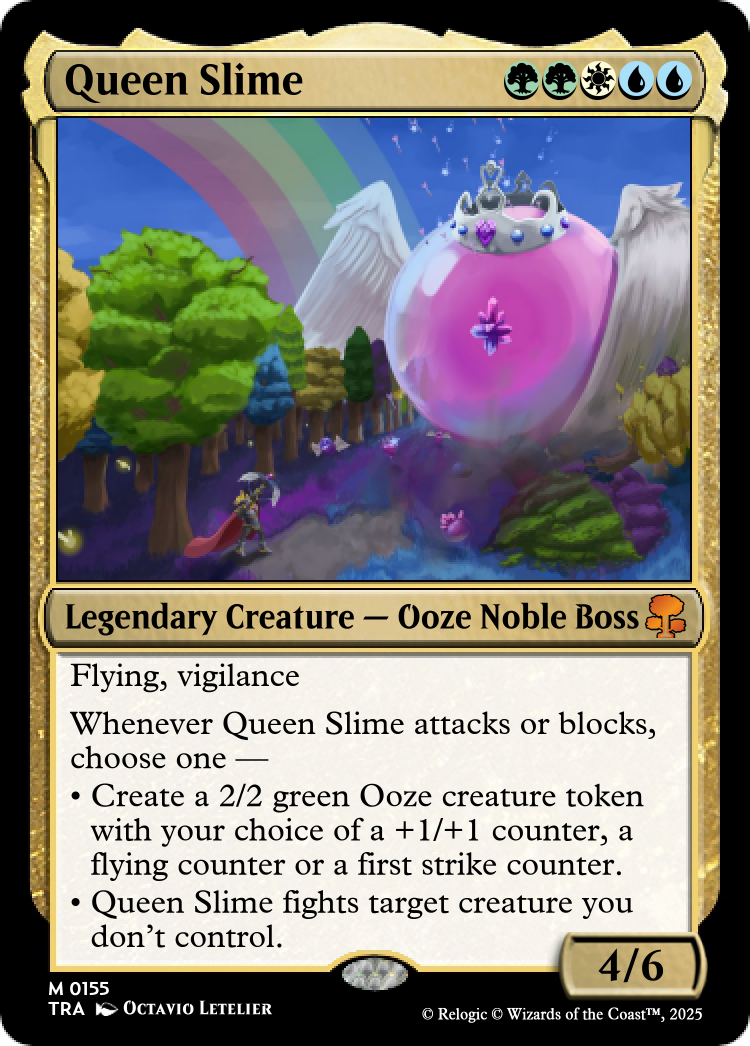 Queen Slime
Legendary Creature — Ooze Noble Boss
Flying, vigilance
Whenever Queen Slime attacks or blocks,
choose one —
• Create a 2/2 green Ooze creature token
with your choice of a +1/+1 counter, a
flying counter or a first strike counter.
• Queen Slime fights target creature you
don't control.
4/6
M 0155
TRA Octavio Letelier
© Relogic © Wizards of the Coast™, 2025